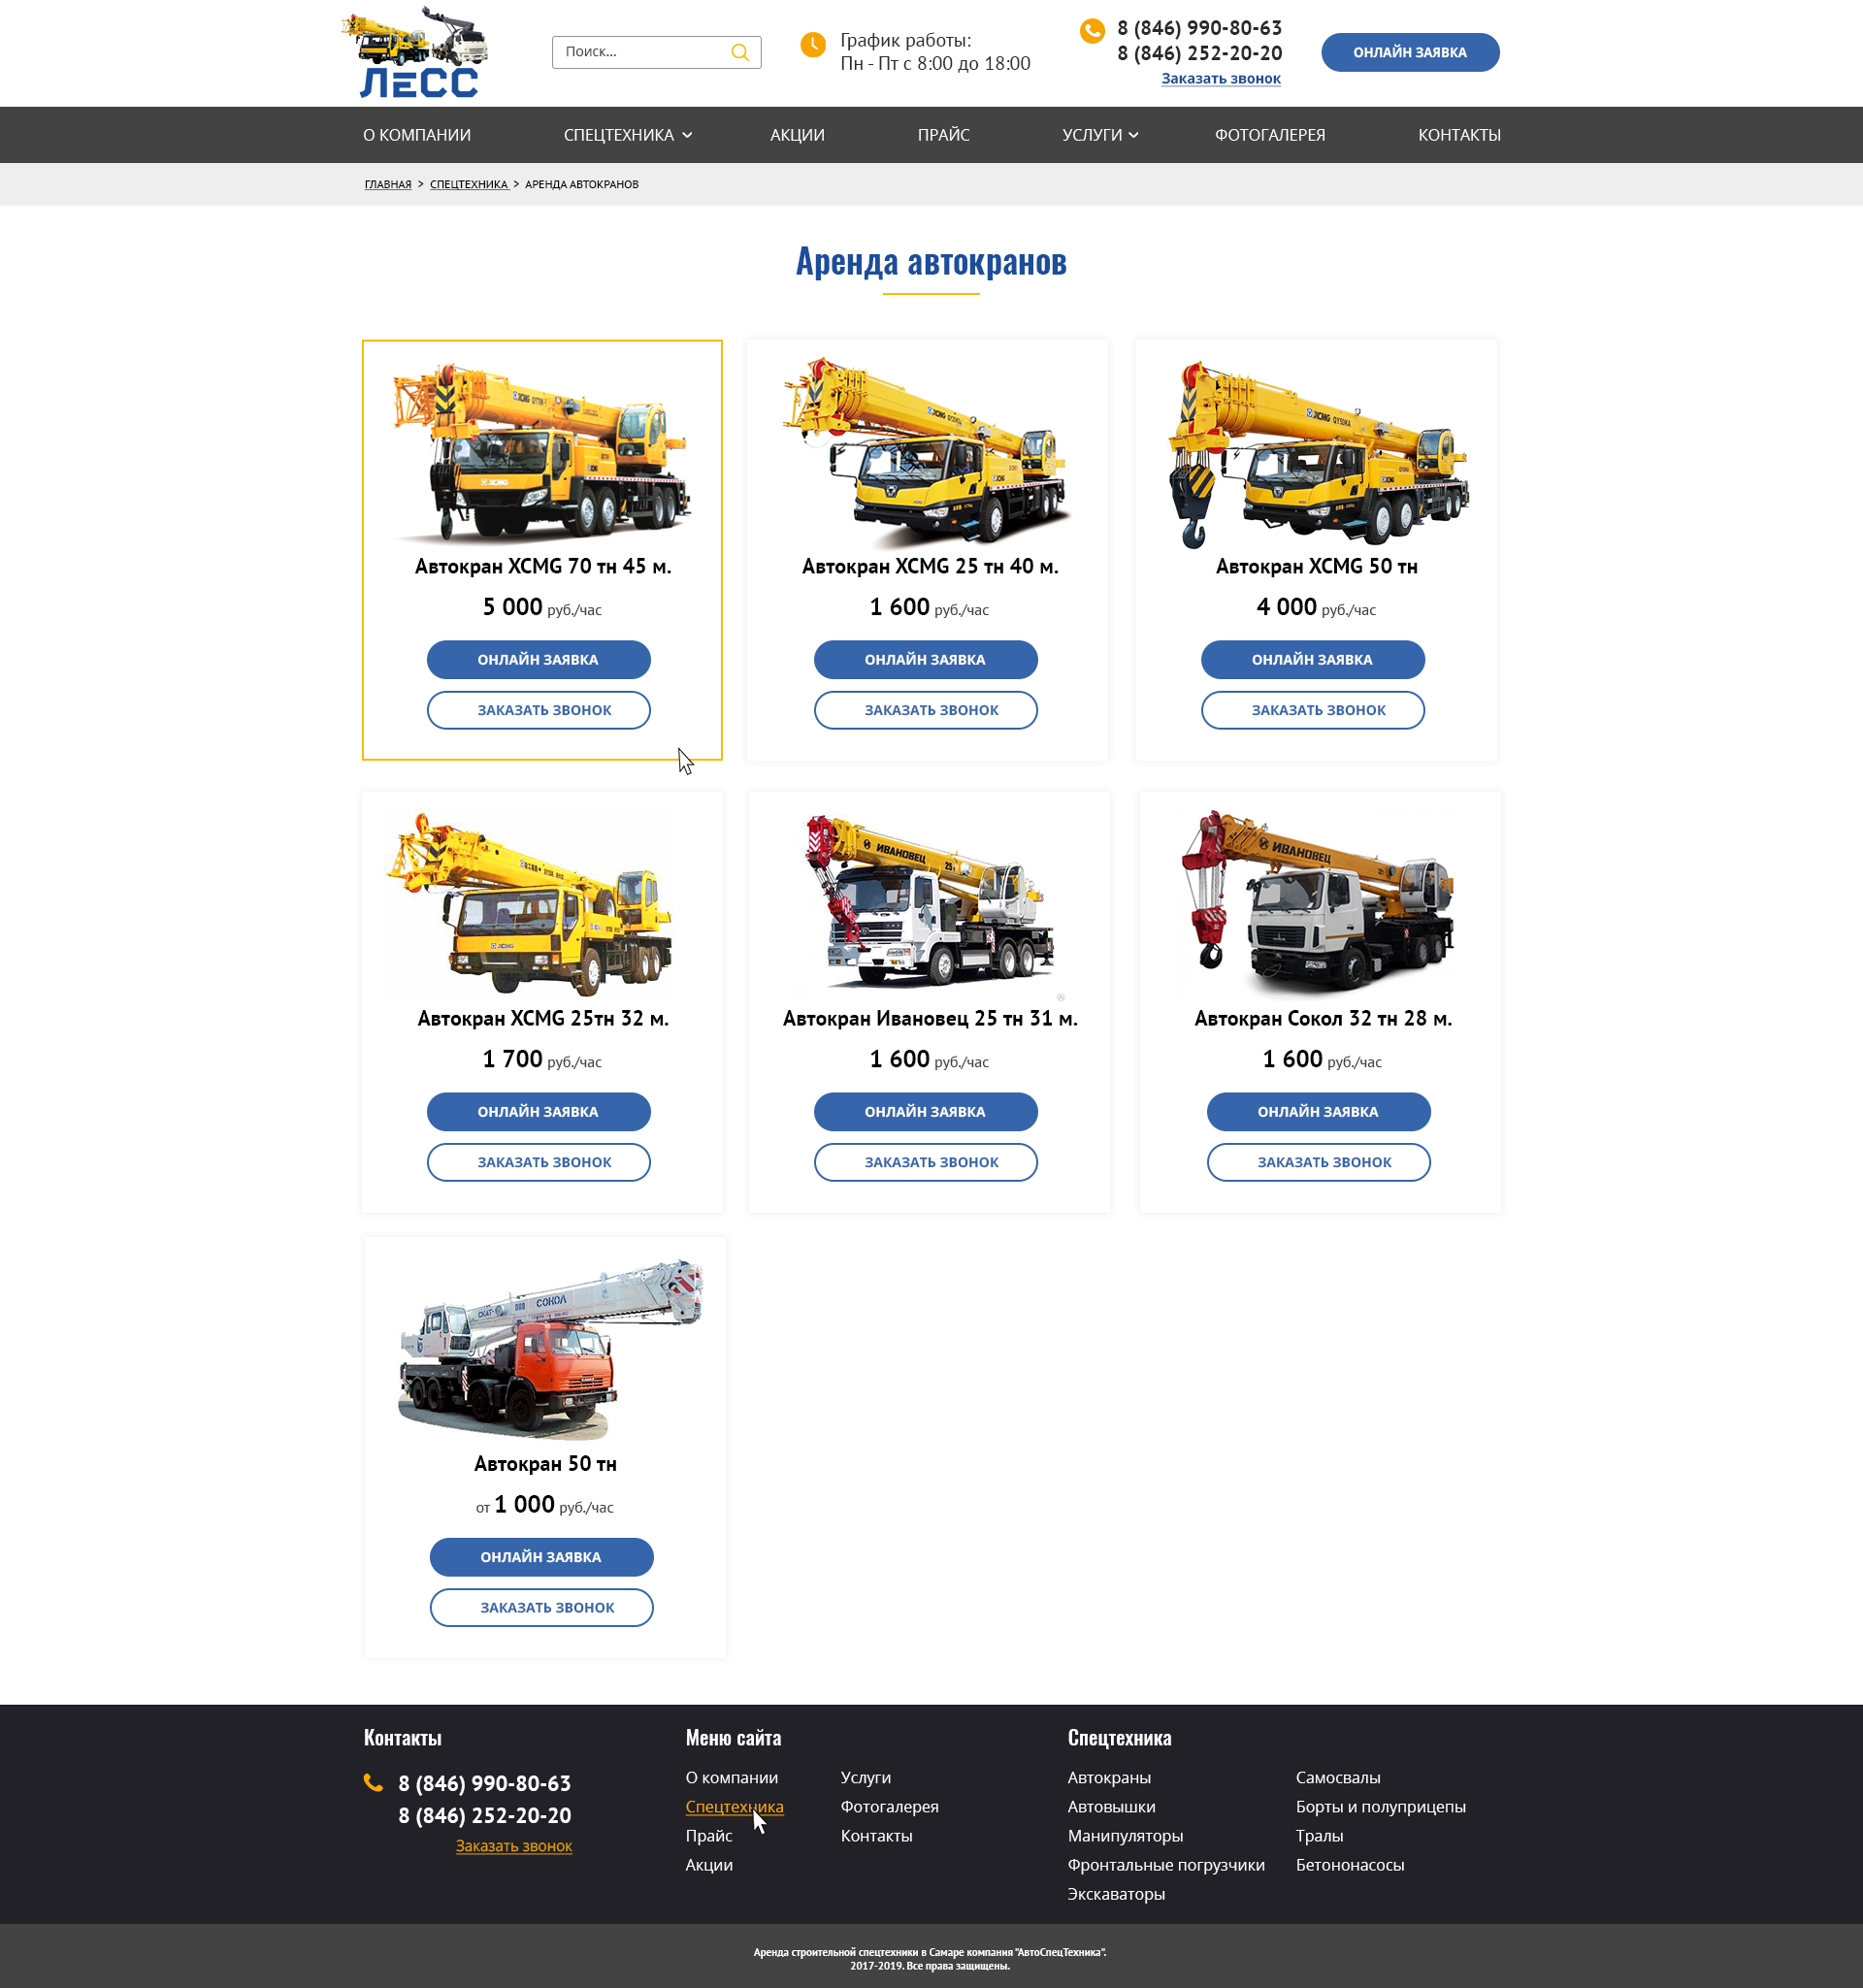 ЛЕСС
Поиск...
График работы:
Пн - Пт с 8:00 до 18:00
8 (846) 990-80-63
8 (846) 252-20-20
Заказать звонок
ОНЛАЙН ЗАЯВКА
О КОМПАНИИ СПЕЦТЕХНИКА АКЦИИ ПРАЙС УСЛУГИ ФОТОГАЛЕРЕЯ КОНТАКТЫ
ГЛАВНАЯ > СПЕЦТЕХНИКА > АРЕНДА АВТОКРАНОВ
Аренда автокранов
XCMG QY50KA
Автокран XCMG 70 тн 45 м.
5 000 руб./час
ОНЛАЙН ЗАЯВКА
ЗАКАЗАТЬ ЗВОНОК
Автокран XCMG 25 тн 40 м.
1 600 руб./час
ОНЛАЙН ЗАЯВКА
ЗАКАЗАТЬ ЗВОНОК
Автокран XCMG 50 тн
4 000 руб./час
ОНЛАЙН ЗАЯВКА
ЗАКАЗАТЬ ЗВОНОК
Автокран XCMG 25тн 32 м.
1 700 руб./час
ОНЛАЙН ЗАЯВКА
ЗАКАЗАТЬ ЗВОНОК
ИВАНОВЕЦ
Автокран Ивановец 25 тн 31 м.
1 600 руб./час
ОНЛАЙН ЗАЯВКА
ЗАКАЗАТЬ ЗВОНОК
ИВАНОВЕЦ
Автокран Сокол 32 тн 28 м.
1 600 руб./час
ОНЛАЙН ЗАЯВКА
ЗАКАЗАТЬ ЗВОНОК
СОКОЛ
Автокран 50 тн
от 1 000 руб./час
ОНЛАЙН ЗАЯВКА
ЗАКАЗАТЬ ЗВОНОК
Контакты
8 (846) 990-80-63
8 (846) 252-20-20
Заказать звонок
Меню сайта
О компании
Спецтехника
Прайс
Акции
Услуги
Фотогалерея
Контакты
Спецтехника
Автокраны
Автовышки
Манипуляторы
Фронтальные погрузчики
Экскаваторы
Самосвалы
Борты и полуприцепы
Тралы
Бетононасосы
Аренда строительной спецтехники в Самаре компания "АвтоСпецТехника".
2017-2019. Все права защищены.